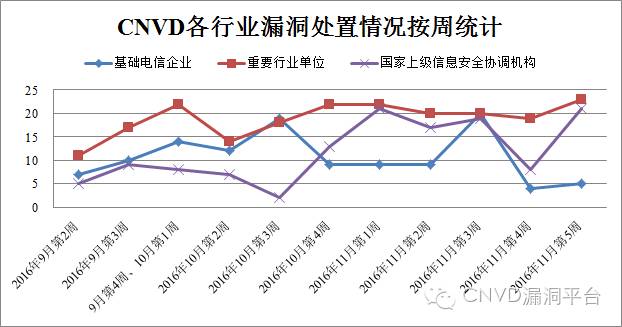 CNVD各行业漏洞处置情况按周统计
基础电信企业 重要行业单位 国家上级信息安全协调机构
25
20
15
10
5
0
2016年9月第2周
2016年9月第3周
9月第4周、10月第1周
2016年10月第2周
2016年10月第3周
2016年10月第4周
2016年11月第1周
2016年11月第2周
2016年11月第3周
2016年11月第4周
2016年11月第5周
CNVD漏洞平台